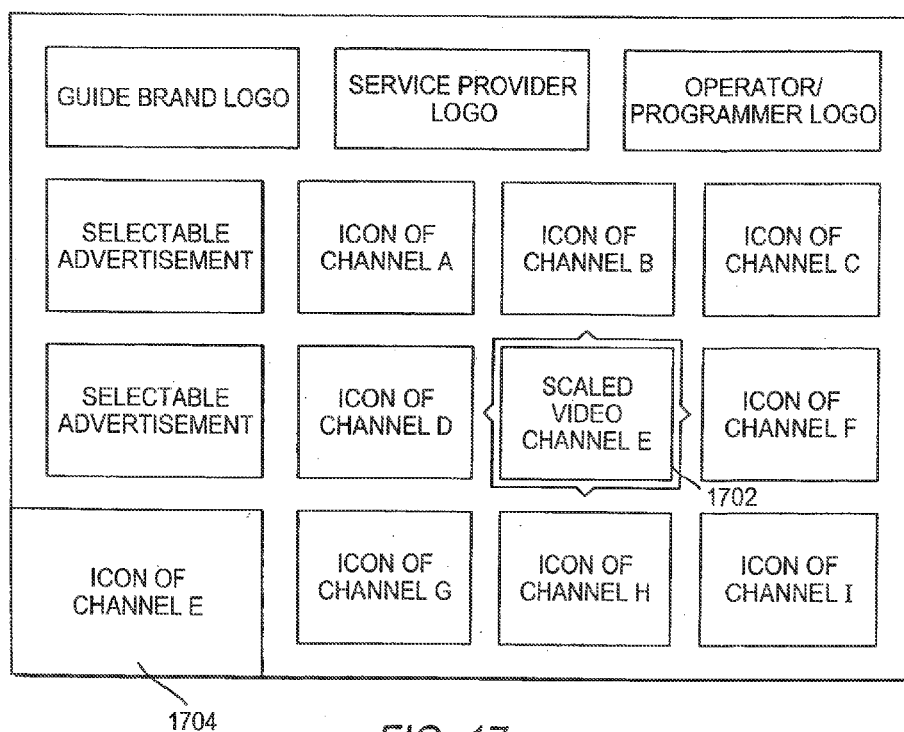 GUIDE BRAND LOGO
SERVICE PROVIDER
LOGO
OPERATOR/
PROGRAMMER LOGO
SELECTABLE
ADVERTISEMENT
ICON OF
CHANNEL A
ICON OF
CHANNEL B
ICON OF
CHANNEL C
SELECTABLE
ADVERTISEMENT
ICON OF
CHANNEL D
SCALED
VIDEO
CHANNEL E
ICON OF
CHANNEL F
1702
ICON OF
CHANNEL E
ICON OF
CHANNEL G
ICON OF
CHANNEL H
ICON OF
CHANNEL I
1704
FIG. 17